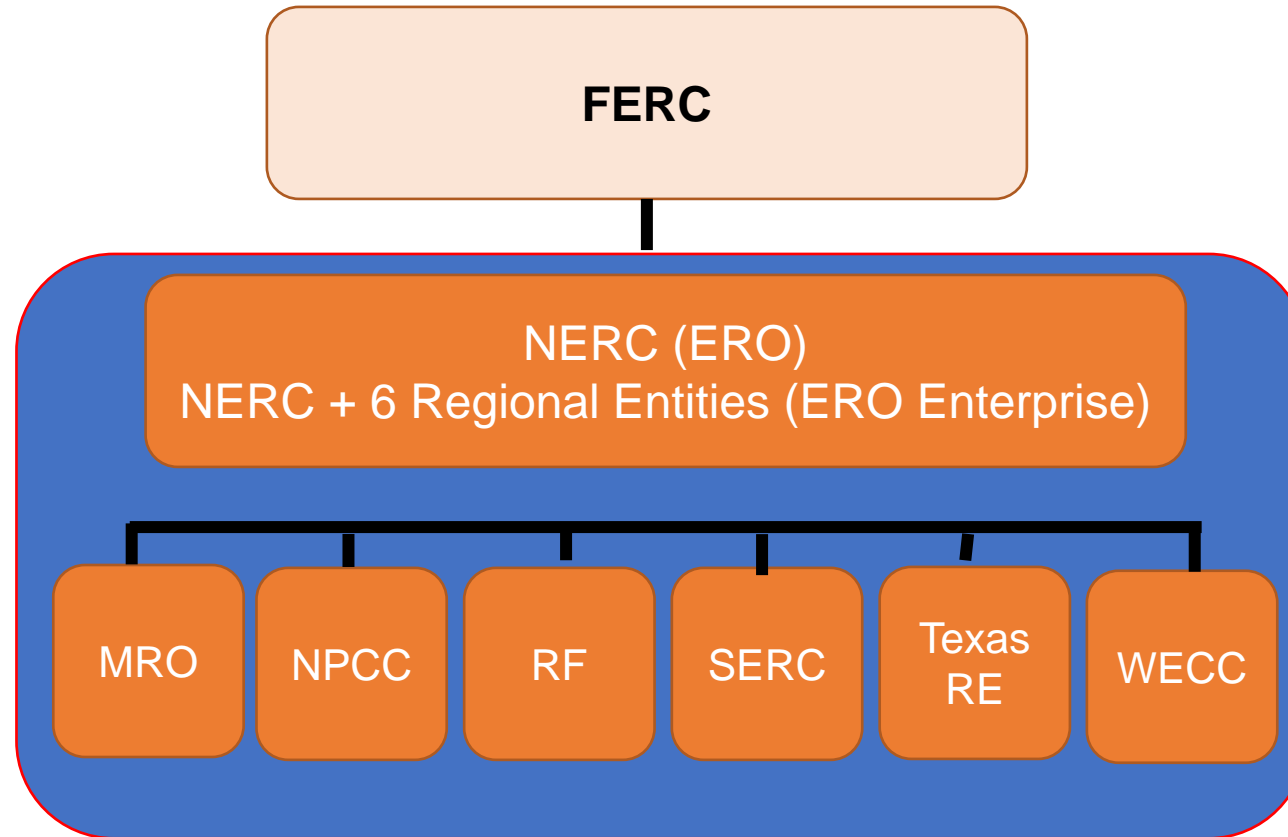 FERC
NERC (ERO)
NERC + 6 Regional Entities (ERO Enterprise)
MRO
NPCC
RF
SERC
Texas
RE
WECC